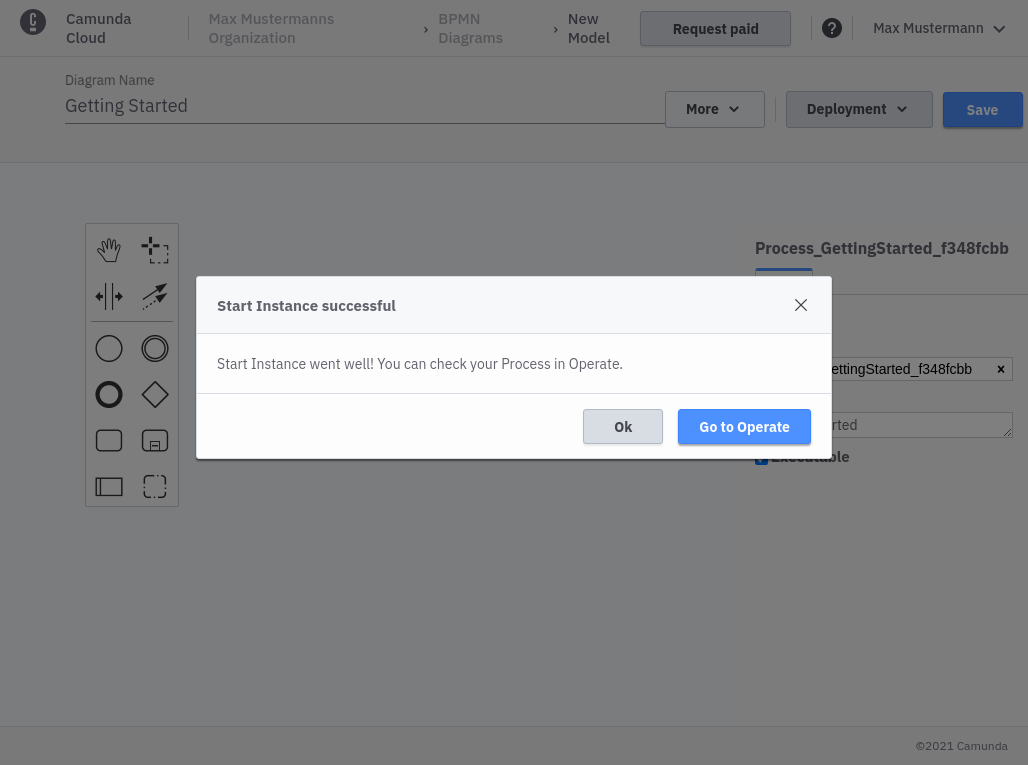 Camunda
Cloud
Max Mustermanns
Organization
›
BPMN
Diagrams
›
New
Model
Request paid
?
Max Mustermann
Diagram Name
Getting Started
More
Deployment
Save
Process_GettingStarted_f348fcbb
Start Instance successful
Start Instance went well! You can check your Process in Operate.
ettingStarted_f348fcbb
Ok
Go to Operate
rted
Executable
©2021 Camunda